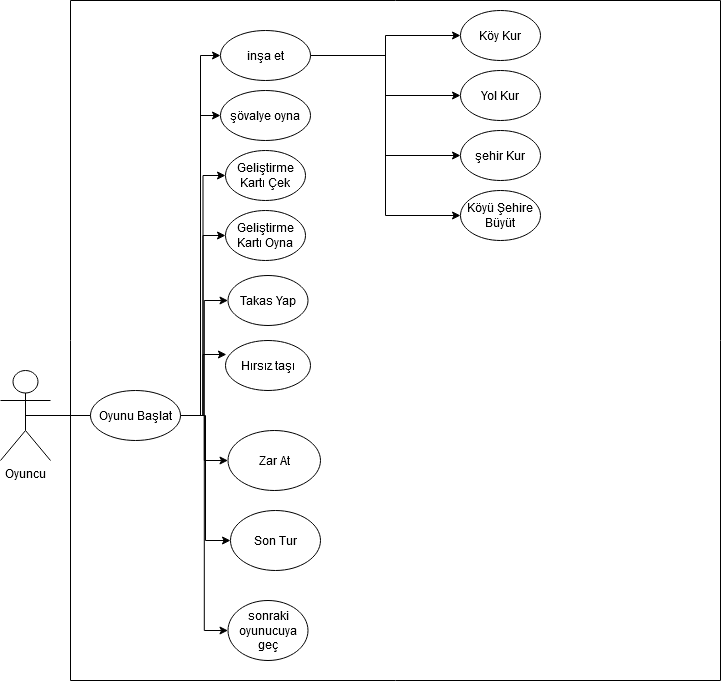 inşa et
şövalye oyna
Geliştirme
Kartı Çek
Geliştirme
Kartı Oyna
Takas Yap
Hırsız taşı
Oyunu Başlat
Oyuncu
Zar At
Son Tur
sonraki
oyunucuya
geç
Köy Kur
Yol Kur
şehir Kur
Köyü Şehire
Büyüt